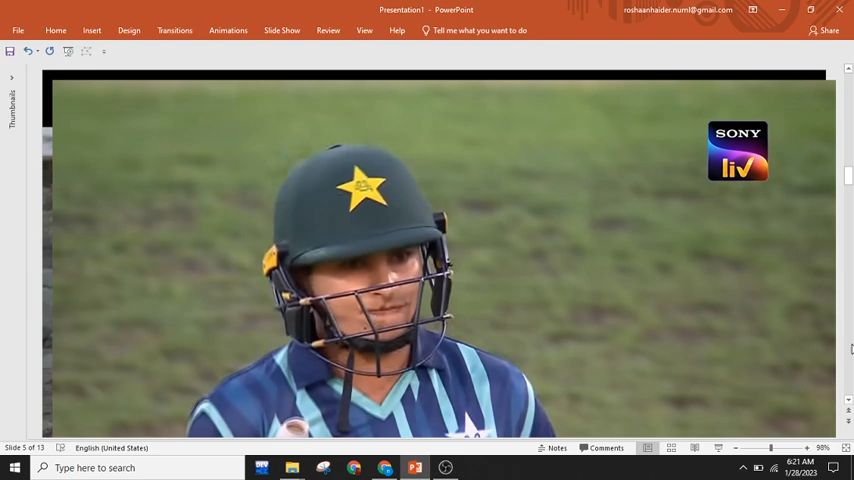 Presentation1 - PowerPoint
roshaanhaider.numl@gmail.com
File Home Insert Design Transitions Animations Slide Show Review View Help Tell me what you want to do Share
Thumbnails
SONY
liv
Slide 5 of 13 English (United States) Notes Comments 98%
Type here to search
DEV
6:21 AM
1/28/2023